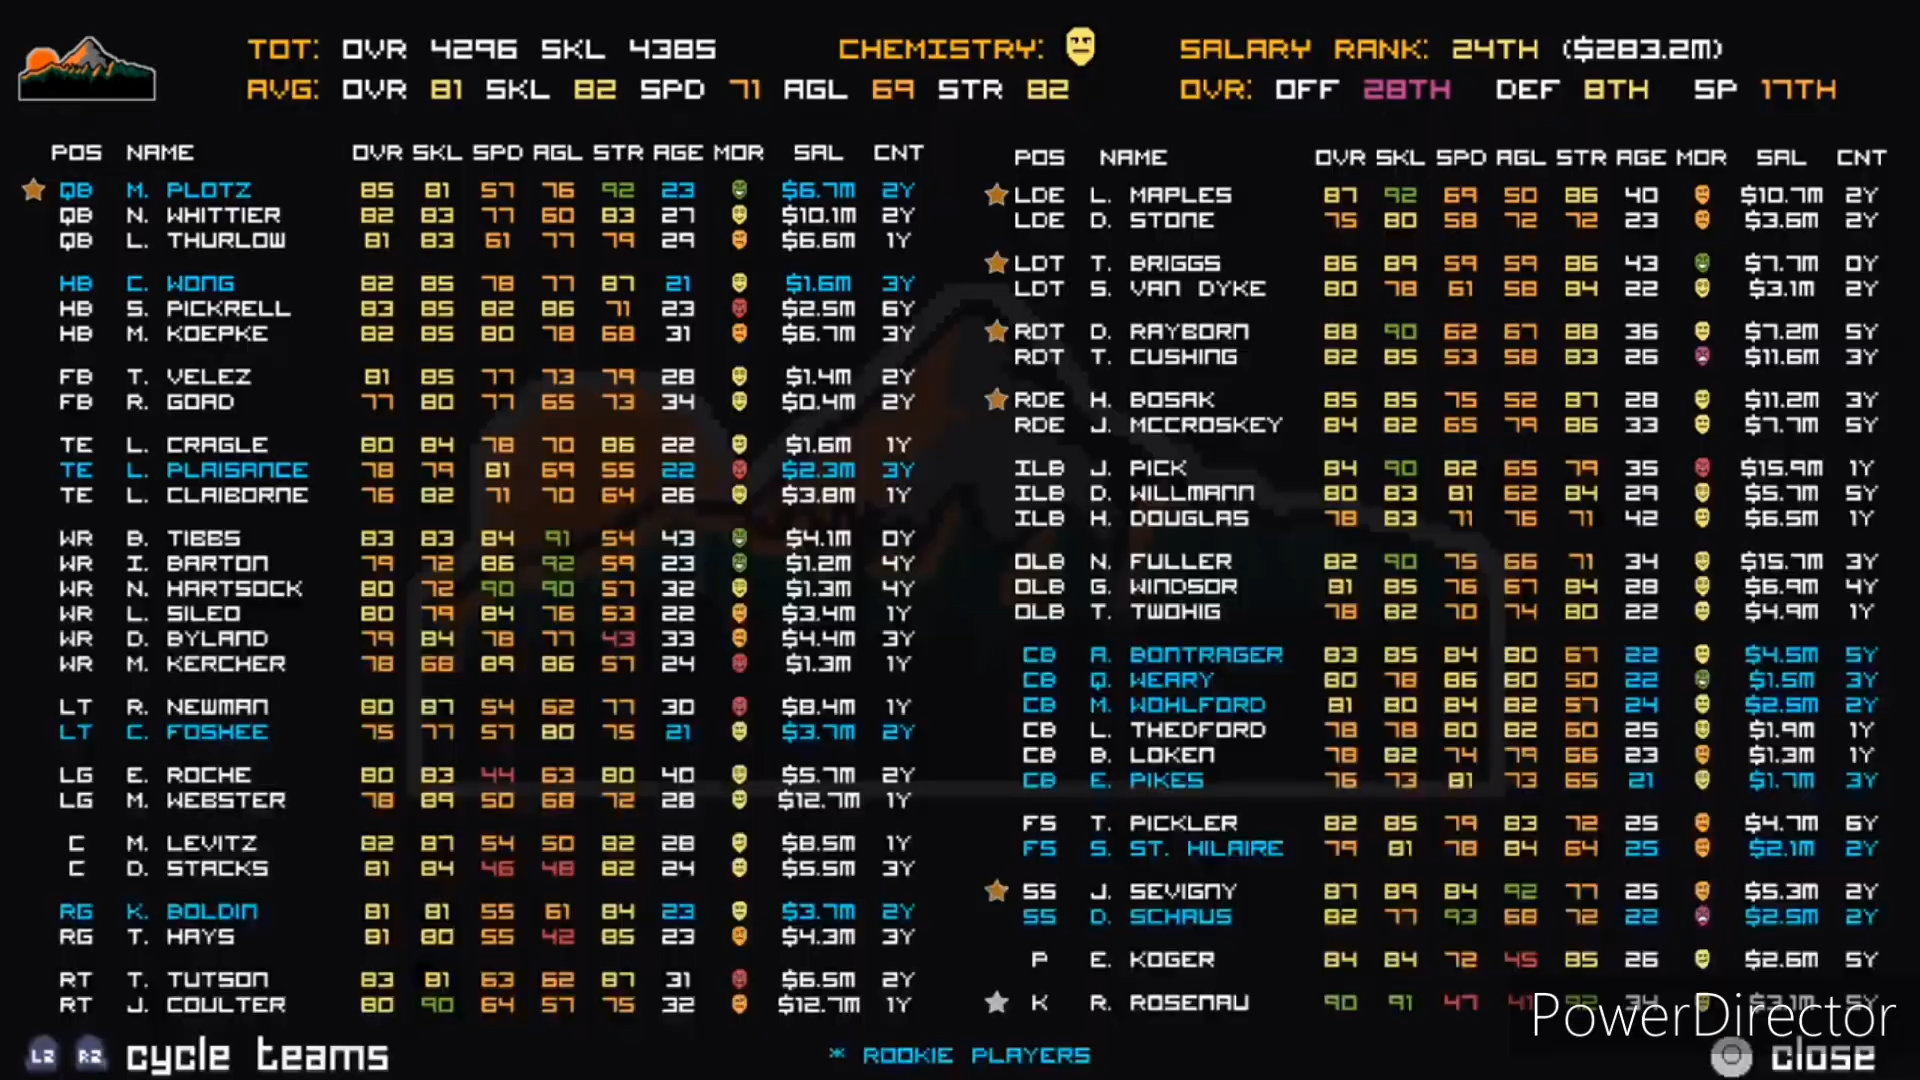 TOT: OVR 4296 SKL 4385 CHEMISTRY: SALARY RANK: 24TH ($283.2M)
AVG: OVR 81 SKL 82 SPD 71 AGL 69 STR 82 OVR: OFF 28TH DEF 8TH SP 17TH
POS NAME OVR SKL SPD AGL STR AGE MOR SAL CNT
QB M. PLOTZ 85 81 57 76 92 23 $6.7M 2Y
QB N. WHITTIER 82 83 77 60 83 27 $10.1M 2Y
QB L. THURLOW 81 83 61 77 79 29 $6.6M 1Y
HB C. WONG 82 85 78 77 87 21 $1.6M 3Y
HB S. PICKRELL 83 85 82 86 71 23 $2.5M 6Y
HB M. KOEPKE 82 85 80 78 68 31 $6.7M 3Y
FB T. VELEZ 81 85 77 73 79 28 $1.4M 2Y
FB R. GOAD 77 80 77 65 73 34 $0.4M 2Y
TE L. CRAGLE 80 84 78 70 86 22 $1.6M 1Y
TE L. PLAISANCE 78 79 81 69 55 22 $2.3M 3Y
TE L. CLAIBORNE 76 82 71 70 64 26 $3.8M 1Y
WR B. TIBBS 83 83 84 91 54 43 $4.1M 0Y
WR I. BARTON 79 72 86 92 59 23 $1.2M 4Y
WR N. HARTSOCK 80 72 90 90 57 32 $1.3M 4Y
WR L. SILEO 80 79 84 76 53 22 $3.4M 1Y
WR D. BYLAND 79 84 78 77 43 33 $4.4M 3Y
WR M. KERCHER 78 68 89 86 57 24 $1.3M 1Y
LT R. NEWMAN 80 87 54 62 77 30 $8.4M 1Y
LT C. FOSHEE 75 77 57 80 75 21 $3.7M 2Y
LG E. ROCHE 80 83 44 63 80 40 $5.7M 2Y
LG M. WEBSTER 78 89 50 68 72 28 $12.7M 1Y
C M. LEVITZ 82 87 54 50 82 28 $8.5M 1Y
C D. STACKS 81 84 46 48 82 24 $5.5M 3Y
RG K. BOLDIN 81 81 55 61 84 23 $3.7M 2Y
RG T. HAYS 81 80 55 42 85 23 $4.3M 3Y
RT T. TUTSON 83 81 63 62 87 31 $6.5M 2Y
RT J. COULTER 80 90 64 57 75 32 $12.7M 1Y
POS NAME OVR SKL SPD AGL STR AGE MOR SAL CNT
LDE L. MAPLES 87 92 69 50 86 40 $10.7M 2Y
LDE D. STONE 75 80 58 72 72 23 $3.6M 2Y
LDT T. BRIGGS 86 89 59 59 86 43 $7.7M 0Y
LDT S. VAN DYKE 80 78 61 58 84 22 $3.1M 2Y
RDT D. RAYBORN 88 90 62 67 88 36 $7.2M 5Y
RDT T. CUSHING 82 85 53 58 83 26 $11.6M 3Y
RDE H. BOSAK 85 85 75 52 87 28 $11.2M 3Y
RDE J. MCCROSKEY 84 82 65 79 86 33 $7.7M 5Y
ILB J. PICK 84 90 82 65 79 35 $15.9M 1Y
ILB D. WILLMANN 80 83 81 62 84 29 $5.7M 5Y
ILB H. DOUGLAS 78 83 71 76 71 42 $6.5M 1Y
OLB N. FULLER 82 90 75 66 71 34 $15.7M 3Y
OLB G. WINDSOR 81 85 76 67 84 28 $6.9M 4Y
OLB T. TWOHIG 78 82 70 74 80 22 $4.9M 1Y
CB A. BONTRAGER 83 85 84 80 67 22 $4.5M 5Y
CB Q. WEARY 80 78 86 80 50 22 $1.5M 3Y
CB M. WOHLFORD 81 80 84 82 57 24 $2.5M 2Y
CB L. THEDFORD 78 78 80 82 60 25 $1.9M 1Y
CB B. LOKEN 78 82 74 79 66 23 $1.3M 1Y
CB E. PIKES 76 73 81 73 65 21 $1.7M 3Y
FS T. PICKLER 82 85 79 83 72 25 $4.7M 6Y
FS S. ST. HILAIRE 79 81 78 84 64 25 $2.1M 2Y
SS J. SEVIGNY 87 89 84 92 77 25 $5.3M 2Y
SS D. SCHAUS 82 77 93 68 72 22 $2.5M 2Y
P E. KOGER 84 84 72 45 85 26 $2.6M 5Y
K R. ROSENAU 90 91 47 41 92 34 $3.1M 5Y
PowerDirector
L2 R2 cycle teams * ROOKIE PLAYERS close